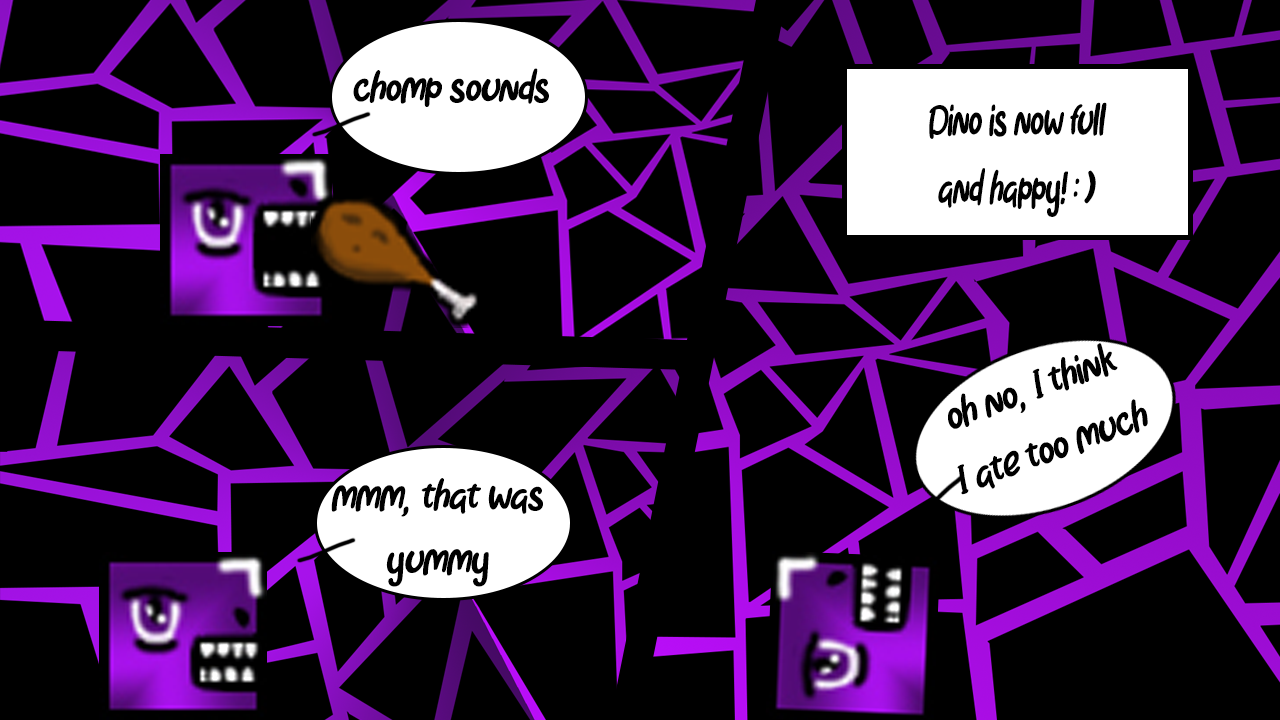 chomp sounds
mmm, that was
yummy
Dino is now full
and happy! : )
oh no, I think
I ate too much